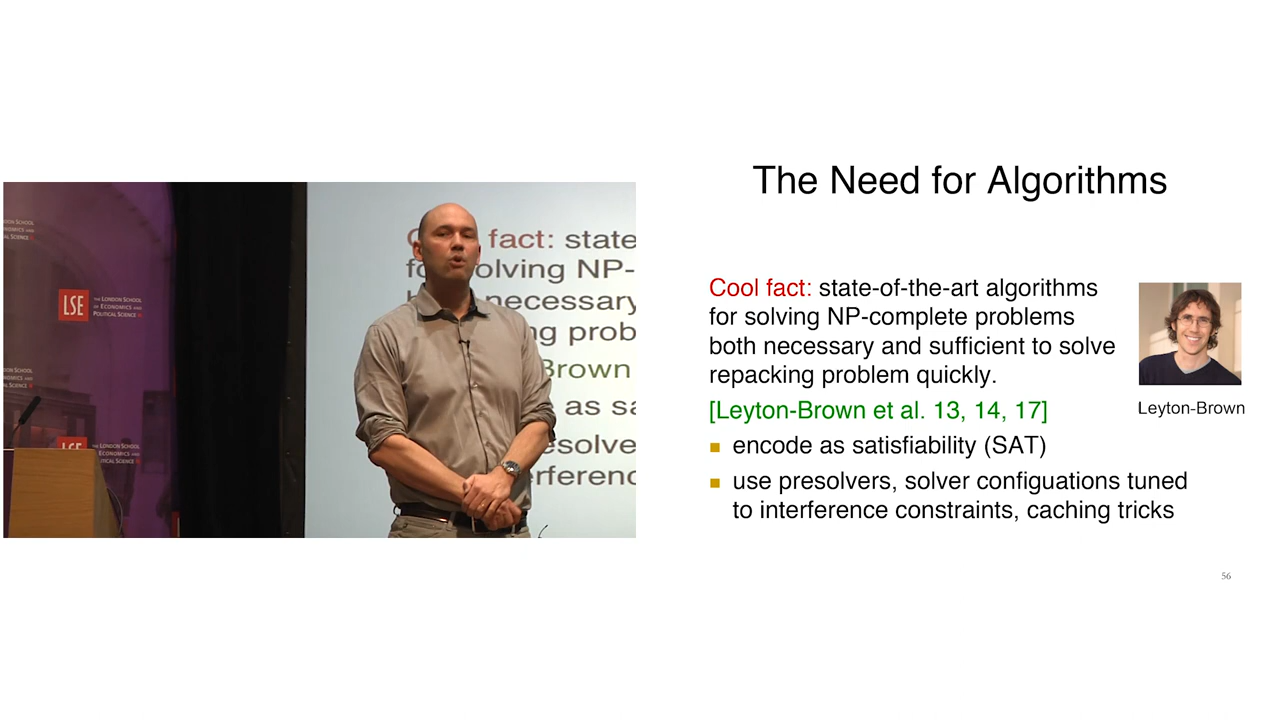 LSE THE LONDON SCHOOL
OF ECONOMICS AND
POLITICAL SCIENCE
fact: state
solving NP-
necessary
ng prob
Brown
as sa
esolve
erferenc
The Need for Algorithms
Cool fact: state-of-the-art algorithms
for solving NP-complete problems
both necessary and sufficient to solve
repacking problem quickly.
[Leyton-Brown et al. 13, 14, 17]
Leyton-Brown
encode as satisfiability (SAT)
use presolvers, solver configuations tuned
to interference constraints, caching tricks
56